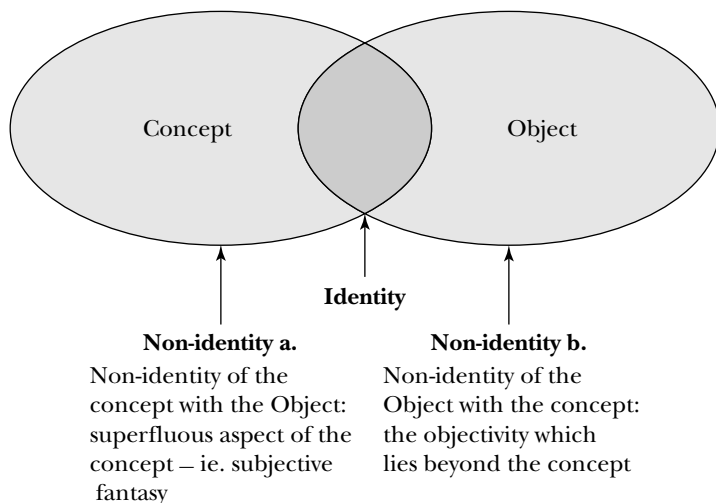 Concept
Object
Identity
Non-identity a.
Non-identity of the
concept with the Object:
superfluous aspect of the
concept – ie. subjective
fantasy
Non-identity b.
Non-identity of the
Object with the concept:
the objectivity which
lies beyond the concept